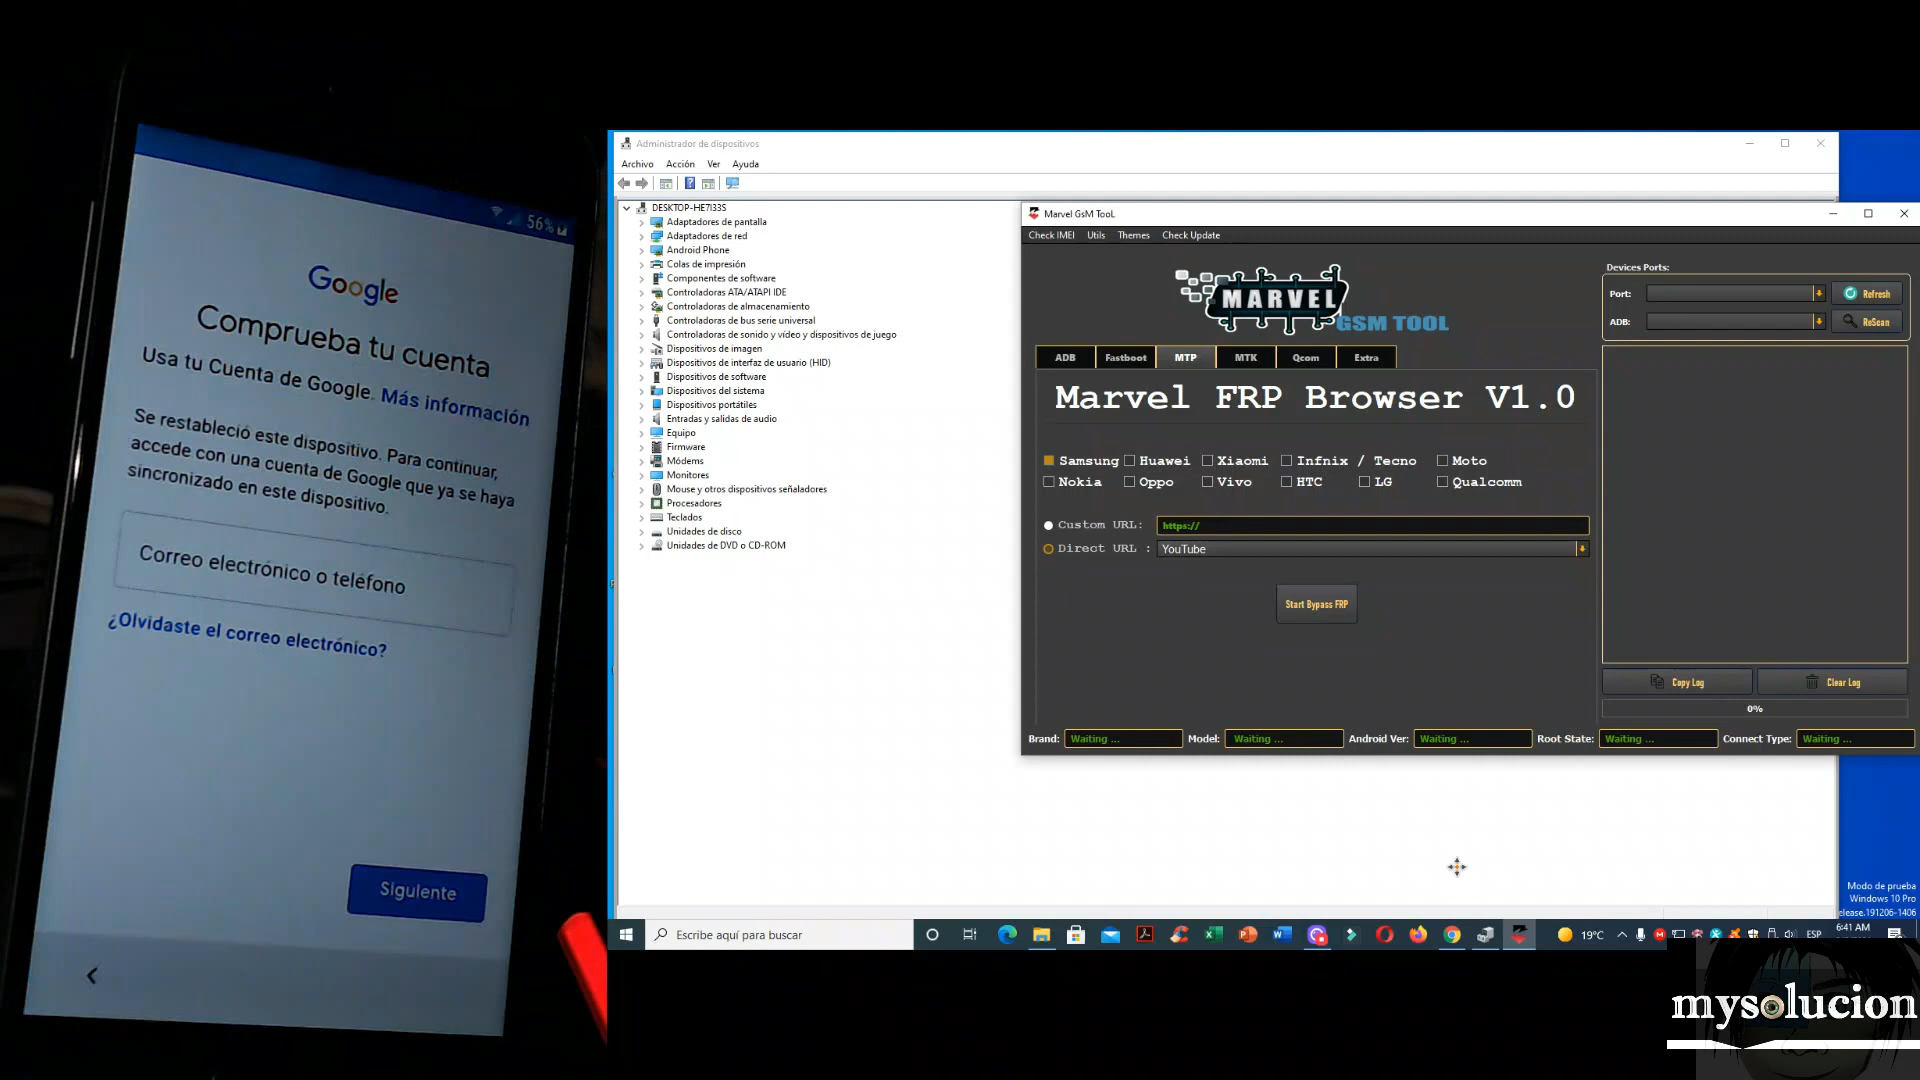 56%
Google
Comprueba tu cuenta
Usa tu Cuenta de Google. Más información
Se restableció este dispositivo. Para continuar,
accede con una cuenta de Google que ya se haya
sincronizado en este dispositivo.
Correo electrónico o teléfono
¿Olvidaste el correo electrónico?
Siguiente
Administrador de dispositivos
Archivo Acción Ver Ayuda
DESKTOP-HE7I33S
Adaptadores de pantalla
Adaptadores de red
Android Phone
Colas de impresión
Componentes de software
Controladoras ATA/ATAPI IDE
Controladoras de almacenamiento
Controladoras de bus serie universal
Controladoras de sonido y vídeo y dispositivos de juego
Dispositivos de imagen
Dispositivos de interfaz de usuario (HID)
Dispositivos de software
Dispositivos del sistema
Dispositivos portátiles
Entradas y salidas de audio
Equipo
Firmware
Módems
Monitores
Mouse y otros dispositivos señaladores
Procesadores
Teclados
Unidades de disco
Unidades de DVD o CD-ROM
Marvel GsM TooL
Check IMEI Utils Themes Check Update
MARVEL
GSM TOOL
Devices Ports:
Port: Refresh
ADB: ReScan
ADB Fastboot MTP MTK Qcom Extra
Marvel FRP Browser V1.0
Samsung Huawei Xiaomi Infnix / Tecno Moto
Nokia Oppo Vivo HTC LG Qualcomm
Custom URL: https://
Direct URL : YouTube
Start Bypass FRP
Copy Log Clear Log
0%
Brand: Waiting ... Model: Waiting ... Android Ver: Waiting ... Root State: Waiting ... Connect Type: Waiting ...
Modo de prueba
Windows 10 Pro
elease.191206-1406
Escribe aquí para buscar
19°C
ESP
6:41 AM
mysolucion